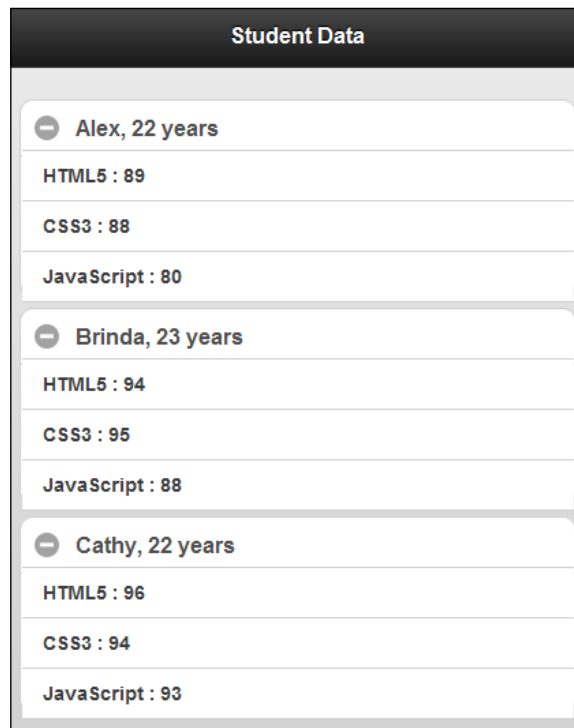 Student Data
Alex, 22 years
HTML5 : 89
CSS3 : 88
JavaScript : 80
Brinda, 23 years
HTML5 : 94
CSS3 : 95
JavaScript : 88
Cathy, 22 years
HTML5 : 96
CSS3 : 94
JavaScript : 93